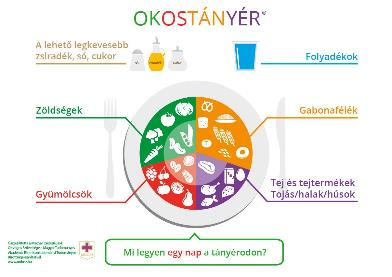 OKOSTÁNYÉR®
A lehető legkevesebb
zsiradék, só, cukor
Folyadékok
Zöldségek
Gabonafélék
Gyümölcsök
Tej és tejtermékek
Tojás/halak/húsok
Mi legyen egy nap a tányérodon?